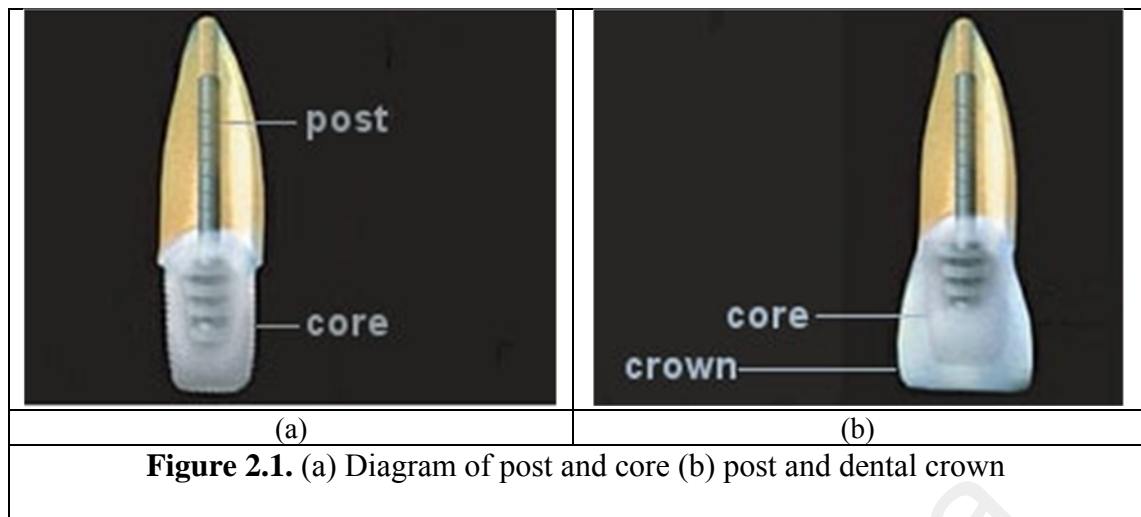 post
core
core
crown
(a)
(b)
Figure 2.1. (a) Diagram of post and core (b) post and dental crown